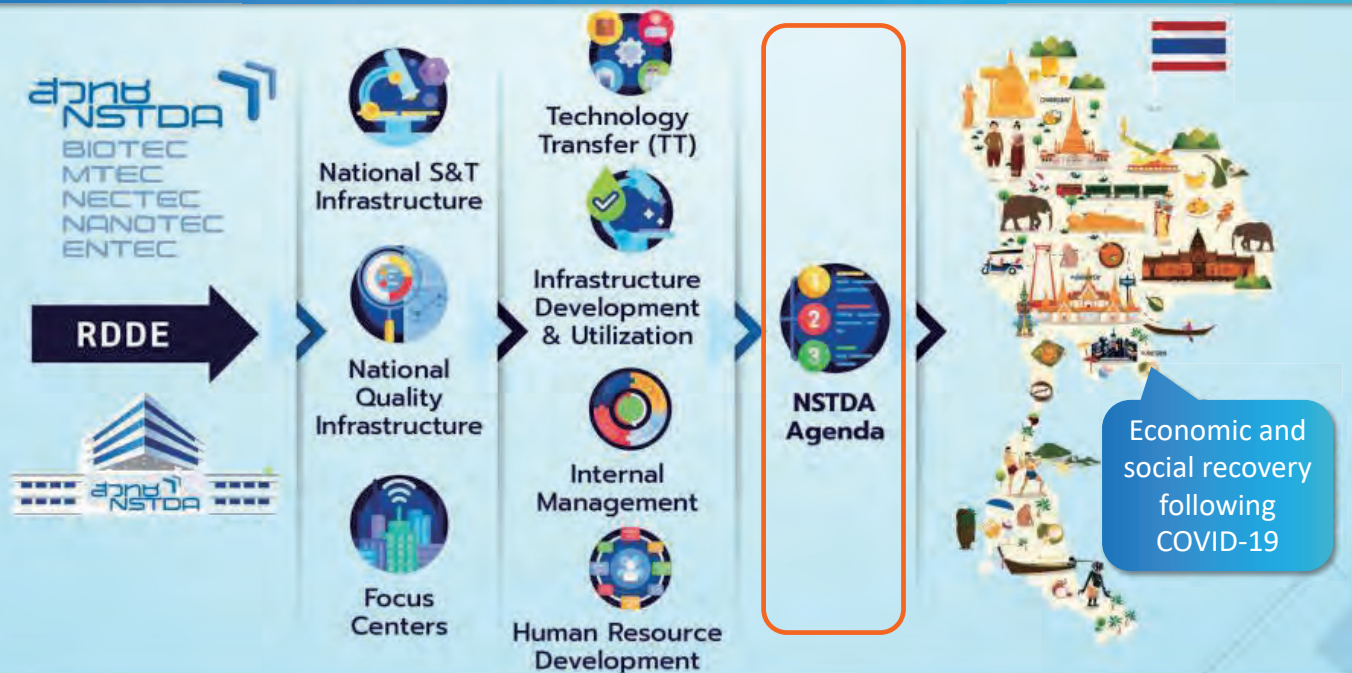 สวทช
NSTDA
BIOTEC
MTEC
NECTEC
NANOTEC
ENTEC
RDDE
สวทช
NSTDA
National S&T
Infrastructure
National
Quality
Infrastructure
Focus
Centers
Technology
Transfer (TT)
Infrastructure
Development
& Utilization
Internal
Management
Human Resource
Development
1
2
3
NSTDA
Agenda
Economic and
social recovery
following
COVID-19